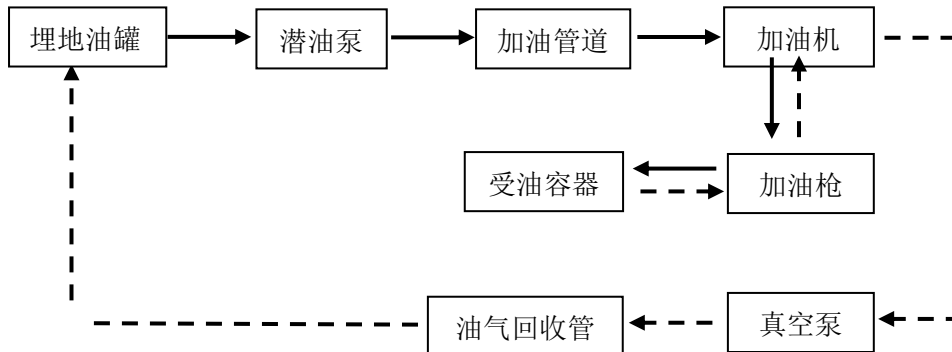 埋地油罐
潜油泵
加油管道
加油机
受油容器
加油枪
油气回收管
真空泵